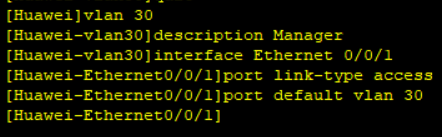 [Huawei]vlan 30
[Huawei-vlan30]description Manager
[Huawei-vlan30]interface Ethernet 0/0/1
[Huawei-Ethernet0/0/1]port link-type access
[Huawei-Ethernet0/0/1]port default vlan 30
[Huawei-Ethernet0/0/1]